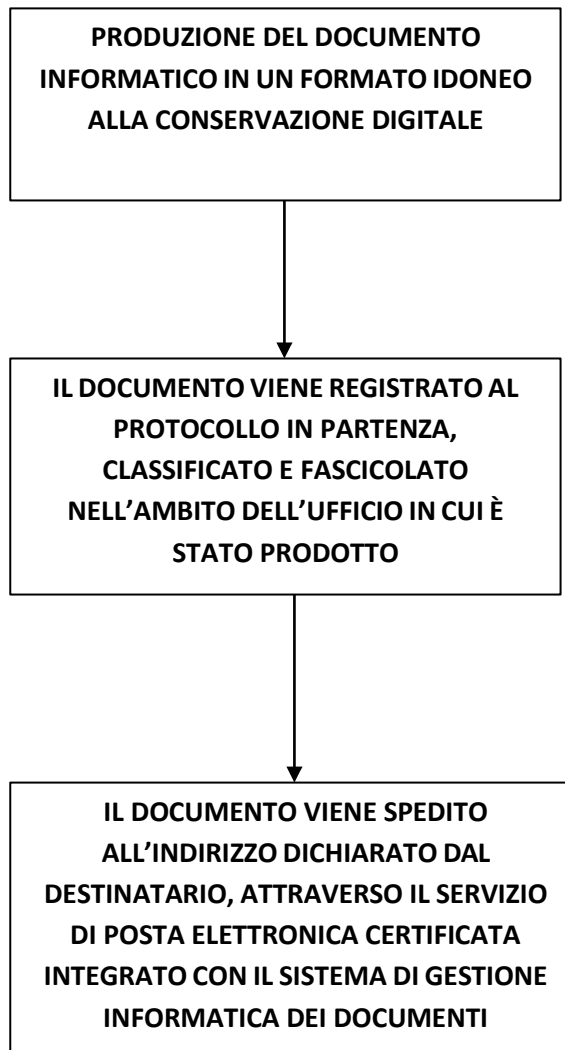 PRODUZIONE DEL DOCUMENTO
INFORMATICO IN UN FORMATO IDONEO
ALLA CONSERVAZIONE DIGITALE
IL DOCUMENTO VIENE REGISTRATO AL
PROTOCOLLO IN PARTENZA,
CLASSIFICATO E FASCICOLATO
NELL’AMBITO DELL’UFFICIO IN CUI È
STATO PRODOTTO
IL DOCUMENTO VIENE SPEDITO
ALL’INDIRIZZO DICHIARATO DAL
DESTINATARIO, ATTRAVERSO IL SERVIZIO
DI POSTA ELETTRONICA CERTIFICATA
INTEGRATO CON IL SISTEMA DI GESTIONE
INFORMATICA DEI DOCUMENTI